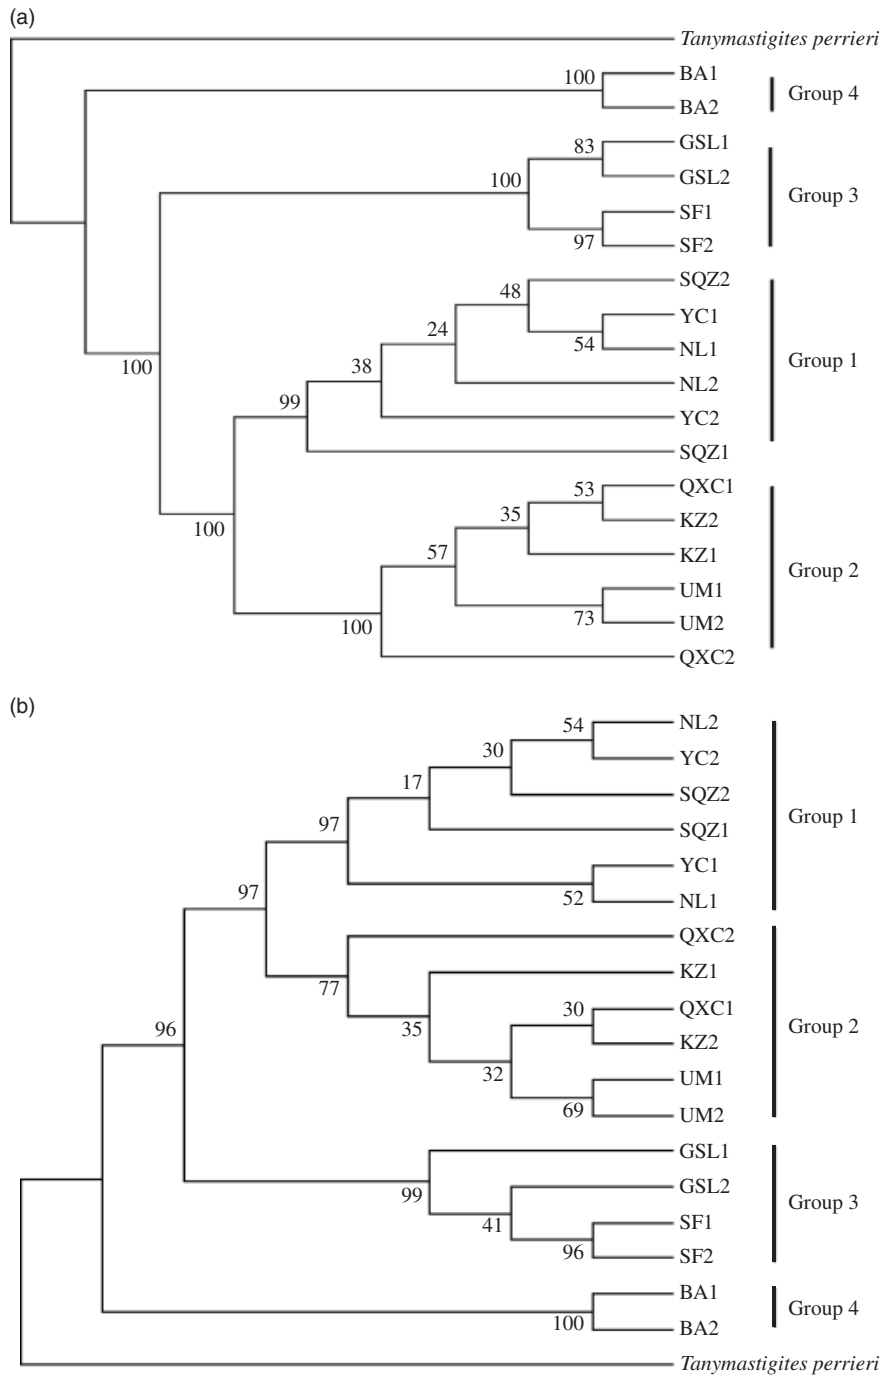 (a)
Tanymastigites perrieri
BA1
100
Group 4
BA2
GSL1
83
GSL2
100
Group 3
SF1
97
SF2
SQZ2
48
YC1
24
54
NL1
100
38
Group 1
NL2
99
YC2
SQZ1
QXC1
53
KZ2
35
100
KZ1
57
Group 2
UM1
73
UM2
100
QXC2
(b)
NL2
54
YC2
30
17
SQZ2
Group 1
97
SQZ1
YC1
97
52
NL1
QXC2
77
KZ1
QXC1
30
96
35
Group 2
KZ2
32
UM1
69
UM2
GSL1
99
GSL2
41
Group 3
SF1
96
SF2
BA1
Group 4
100
BA2
Tanymastigites perrieri